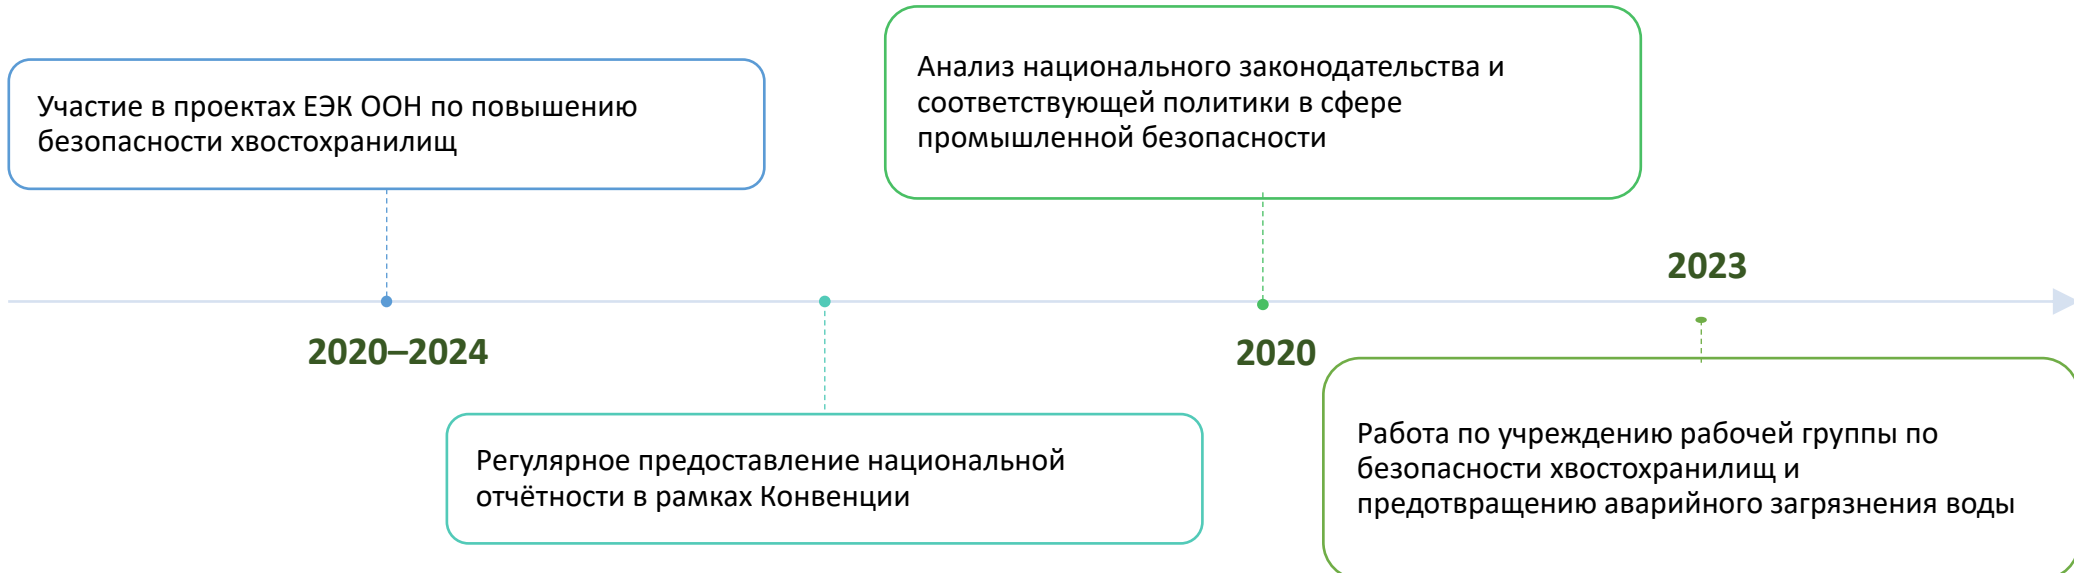 Участие в проектах ЕЭК ООН по повышению
безопасности хвостохранилищ
2020–2024
Регулярное предоставление национальной
отчётности в рамках Конвенции
Анализ национального законодательства и
соответствующей политики в сфере
промышленной безопасности
2020
2023
Работа по учреждению рабочей группы по
безопасности хвостохранилищ и
предотвращению аварийного загрязнения воды